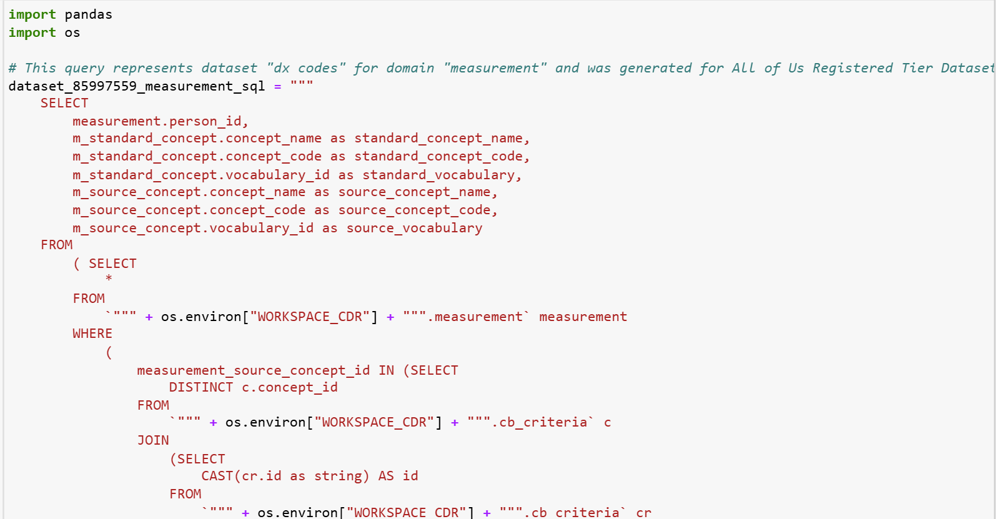 import pandas
import os
# This query represents dataset "dx codes" for domain "measurement" and was generated for All of Us Registered Tier Dataset
dataset_85997559_measurement_sql = """
SELECT
measurement.person_id,
m_standard_concept.concept_name as standard_concept_name,
m_standard_concept.concept_code as standard_concept_code,
m_standard_concept.vocabulary_id as standard_vocabulary,
m_source_concept.concept_name as source_concept_name,
m_source_concept.concept_code as source_concept_code,
m_source_concept.vocabulary_id as source_vocabulary
FROM
( SELECT
*
FROM
`""" + os.environ["WORKSPACE_CDR"] + """.measurement` measurement
WHERE
(
measurement_source_concept_id IN (SELECT
DISTINCT c.concept_id
FROM
`""" + os.environ["WORKSPACE_CDR"] + """.cb_criteria` c
JOIN
(SELECT
CAST(cr.id as string) AS id
FROM
`""" + os.environ["WORKSPACE_CDR"] + """.cb_criteria` cr